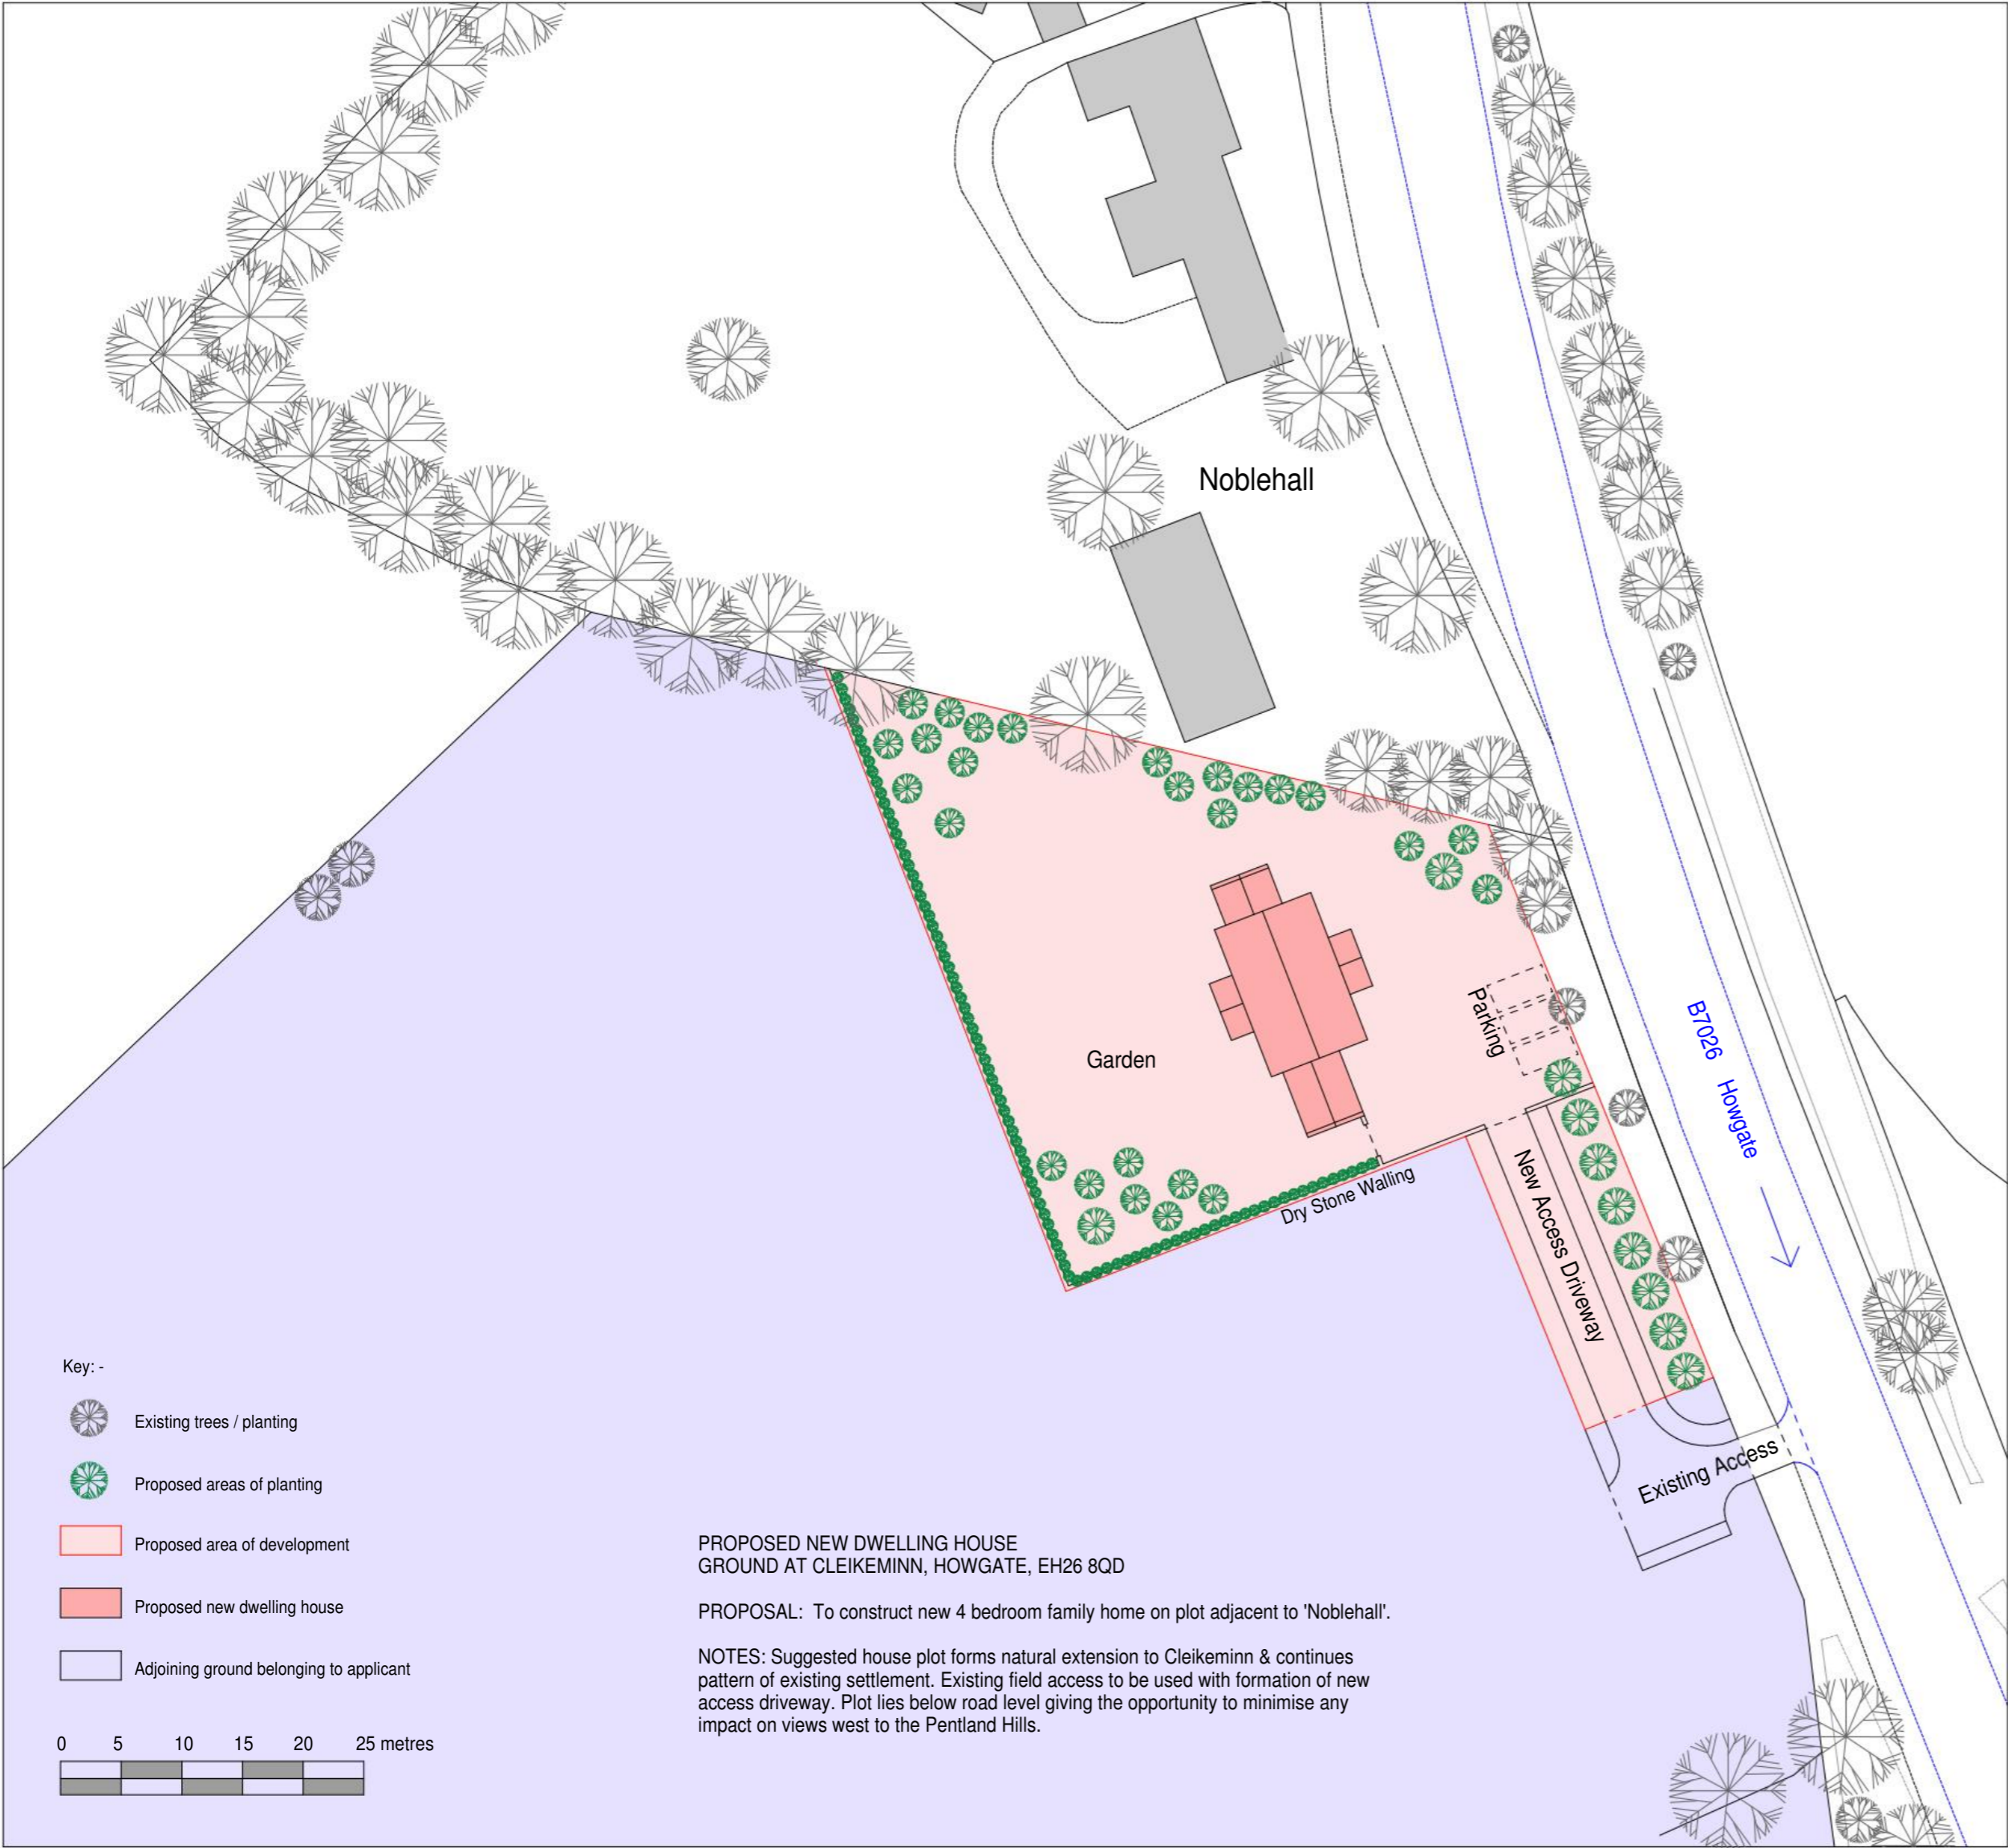 Noblehall
Parking
Garden
B7026 Howgate
Dry Stone Walling
New Access Driveway
Existing Access
Key: -
Existing trees / planting
Proposed areas of planting
Proposed area of development
Proposed new dwelling house
Adjoining ground belonging to applicant
0 5 10 15 20 25 metres
PROPOSED NEW DWELLING HOUSE
GROUND AT CLEIKEMINN, HOWGATE, EH26 8QD
PROPOSAL: To construct new 4 bedroom family home on plot adjacent to 'Noblehall'.
NOTES: Suggested house plot forms natural extension to Cleikeminn & continues
pattern of existing settlement. Existing field access to be used with formation of new
access driveway. Plot lies below road level giving the opportunity to minimise any
impact on views west to the Pentland Hills.